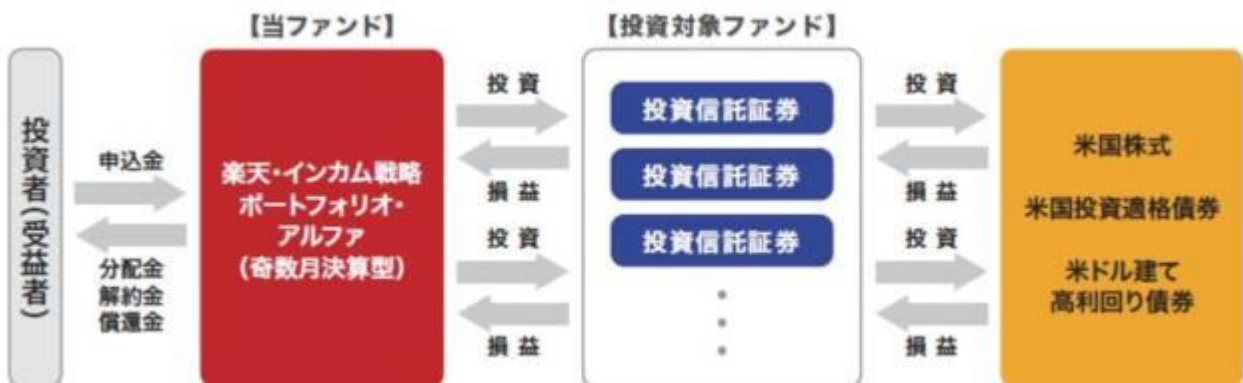 【当ファンド】
【投資対象ファンド】
投資者(受益者)
申込金
分配金
解約金
償還金
楽天・インカム戦略
ポートフォリオ・
アルファ
(奇数月決算型)
投資
損益
投資
損益
投資信託証券
投資信託証券
投資信託証券
投資
損益
投資
損益
米国株式
米国投資適格債券
米ドル建て
高利回り債券